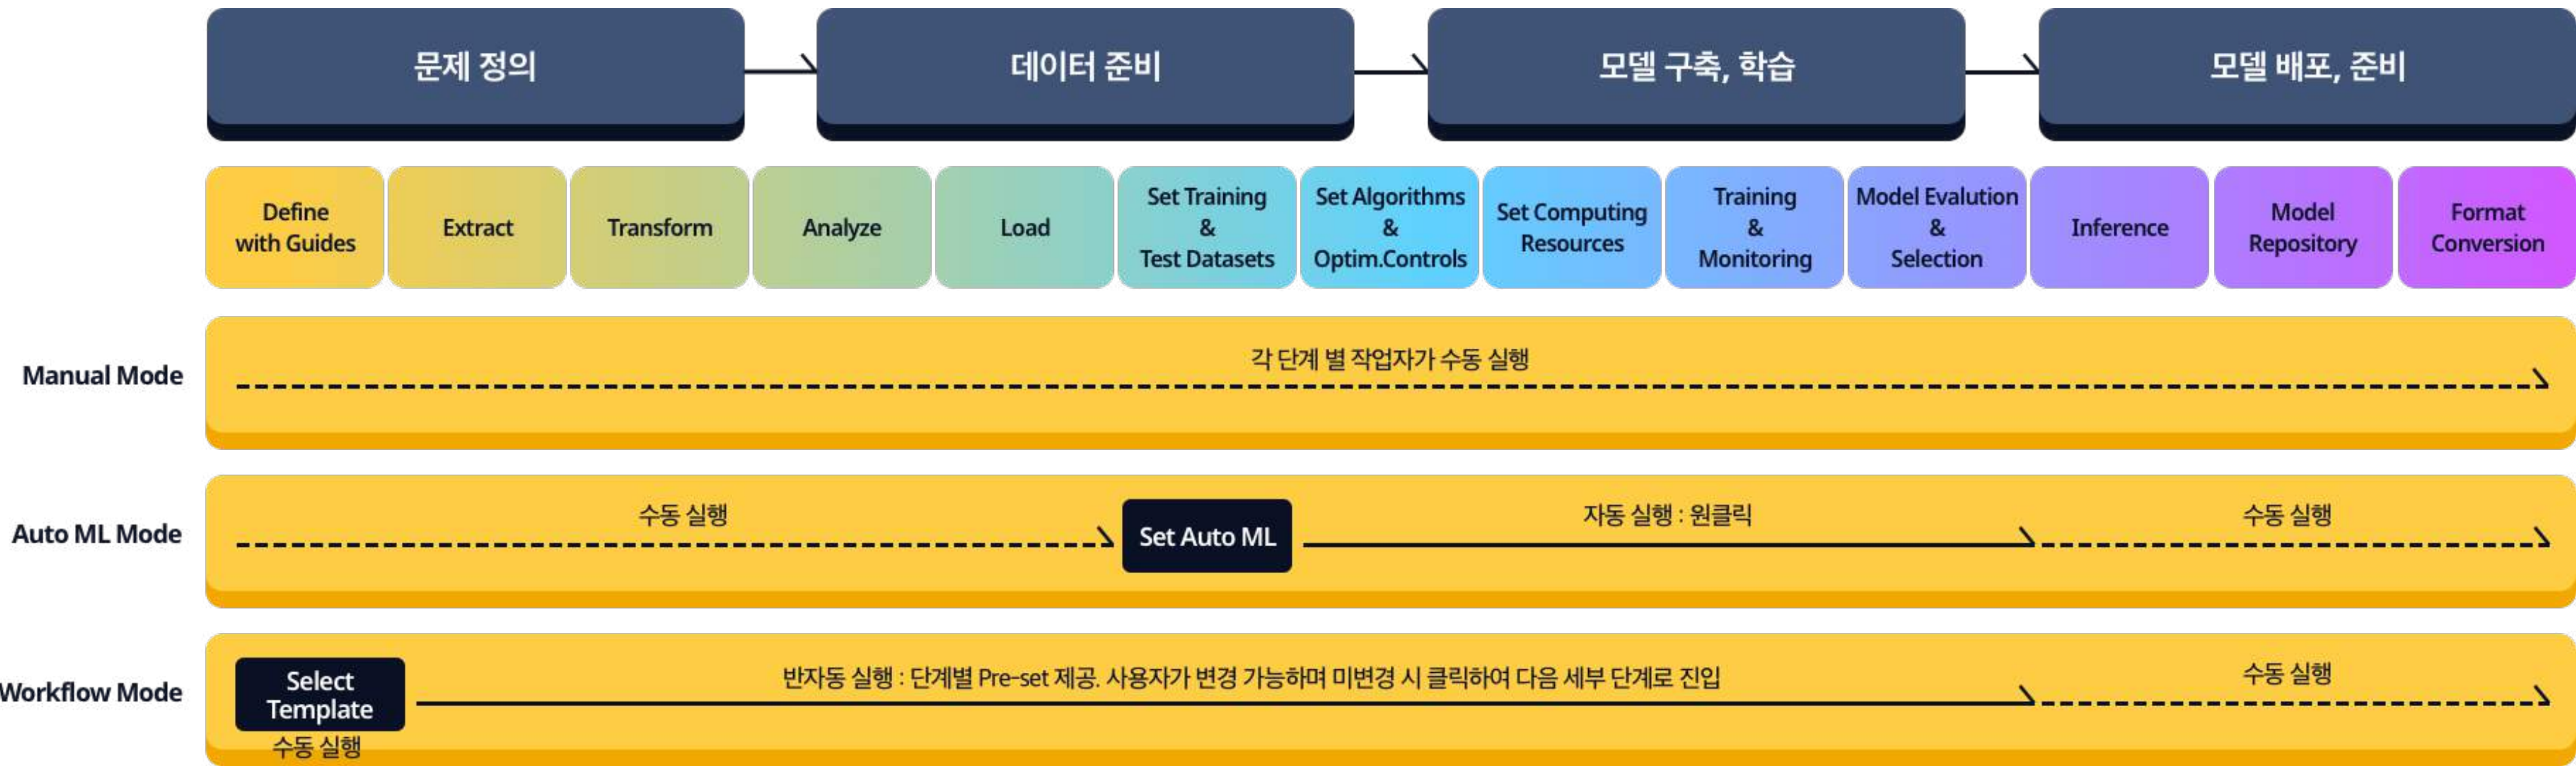 문제 정의
데이터 준비
모델 구축, 학습
모델 배포, 준비
Define
with Guides
Extract
Transform
Analyze
Load
Set Training
&
Test Datasets
Set Algorithms
&
Optim.Controls
Set Computing
Resources
Training
&
Monitoring
Model Evalution
&
Selection
Inference
Model
Repository
Format
Conversion
Manual Mode
각 단계 별 작업자가 수동 실행
Auto ML Mode
수동 실행
Set Auto ML
자동 실행 : 원클릭
수동 실행
Workflow Mode
Select
Template
수동 실행
반자동 실행 : 단계별 Pre-set 제공. 사용자가 변경 가능하며 미변경 시 클릭하여 다음 세부 단계로 진입
수동 실행